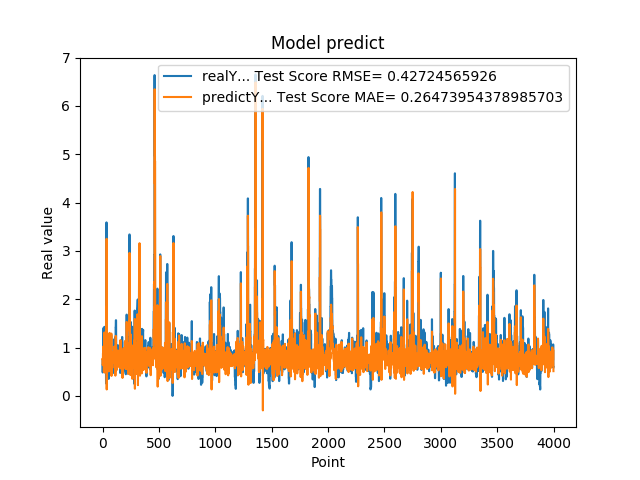 Model predict
realY... Test Score RMSE= 0.42724565926
predictY... Test Score MAE= 0.26473954378985703
7
6
5
4
3
2
1
0
Real value
0 500 1000 1500 2000 2500 3000 3500 4000
Point